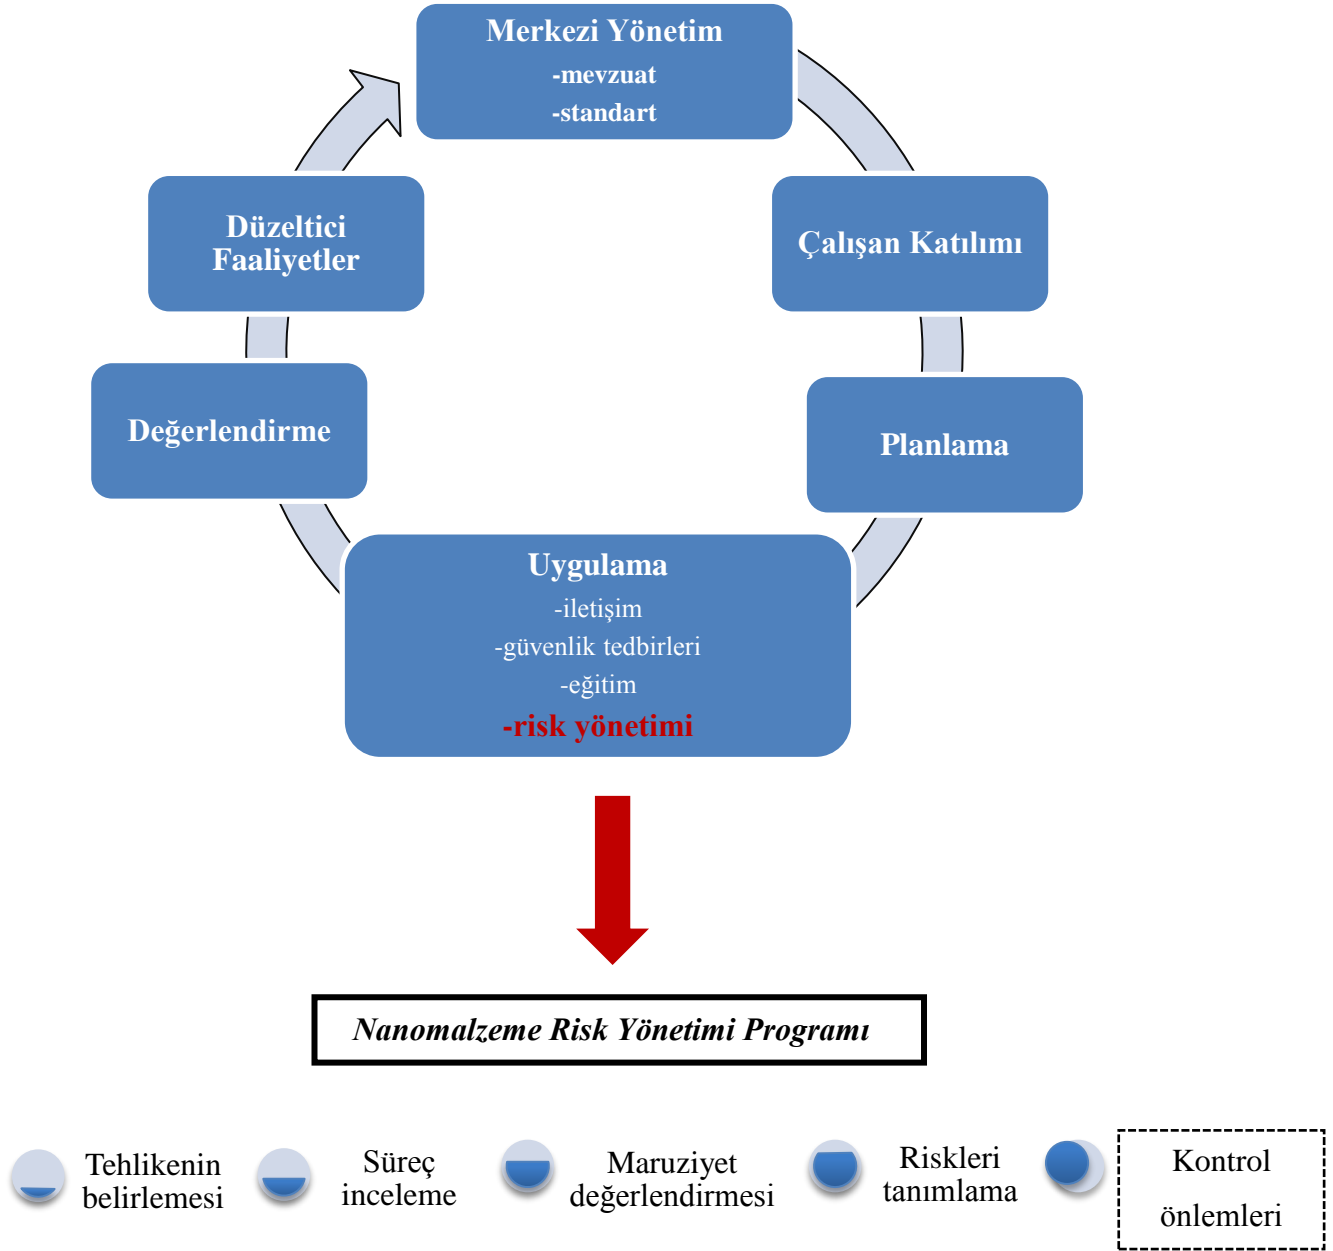 Merkezi Yönetim
-mevzuat
-standart
Çalışan Katılımı
Planlama
Uygulama
-iletişim
-güvenlik tedbirleri
-eğitim
-risk yönetimi
Değerlendirme
Düzeltici
Faaliyetler
Nanomalzeme Risk Yönetimi Programı
Tehlikenin
belirlemesi
Süreç
inceleme
Maruziyet
değerlendirmesi
Riskleri
tanımlama
Kontrol
önlemleri